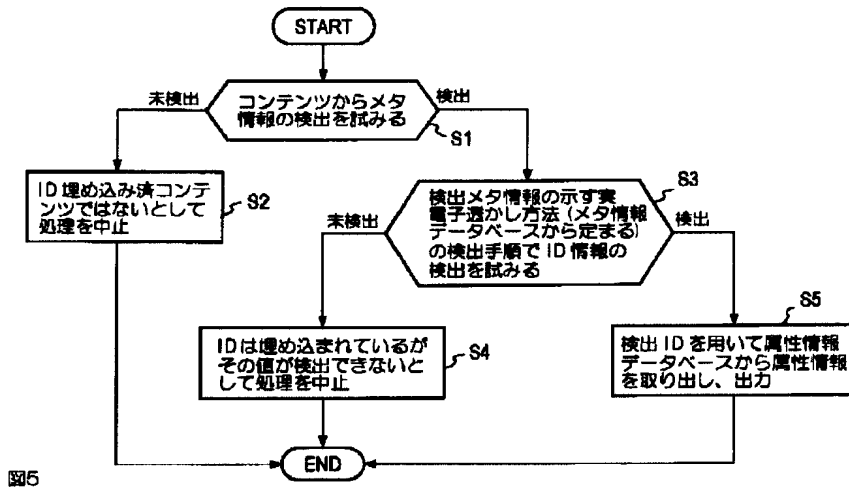 START
未検出
コンテンツからメタ
情報の検出を試みる
検出
S1
ID 埋め込み済コンテ
ンツではないとして
処理を中止
S2
未検出
検出メタ情報の示す実
電子透かし方法(メタ情報
データベースから定まる)
の検出手順で ID 情報の
検出を試みる
S3
検出
IDは埋め込まれているが
その値が検出できないと
して処理を中止
S4
S5
検出 ID を用いて属性情報
データベースから属性情報
を取り出し、出力
END
図5